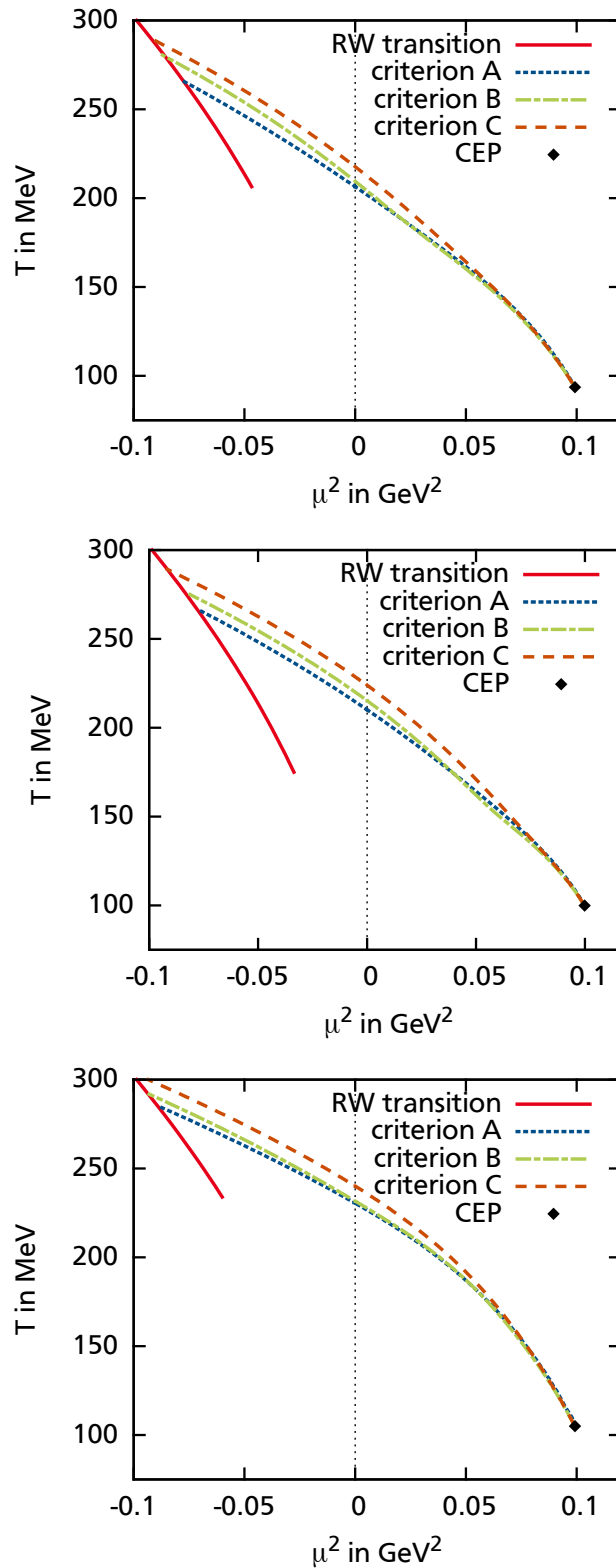 300
250
200
150
100
T in MeV
RW transition
criterion A
criterion B
criterion C
CEP
-0.1 -0.05 0 0.05 0.1
μ² in GeV²
300
250
200
150
100
T in MeV
RW transition
criterion A
criterion B
criterion C
CEP
-0.1 -0.05 0 0.05 0.1
μ² in GeV²
300
250
200
150
100
T in MeV
RW transition
criterion A
criterion B
criterion C
CEP
-0.1 -0.05 0 0.05 0.1
μ² in GeV²